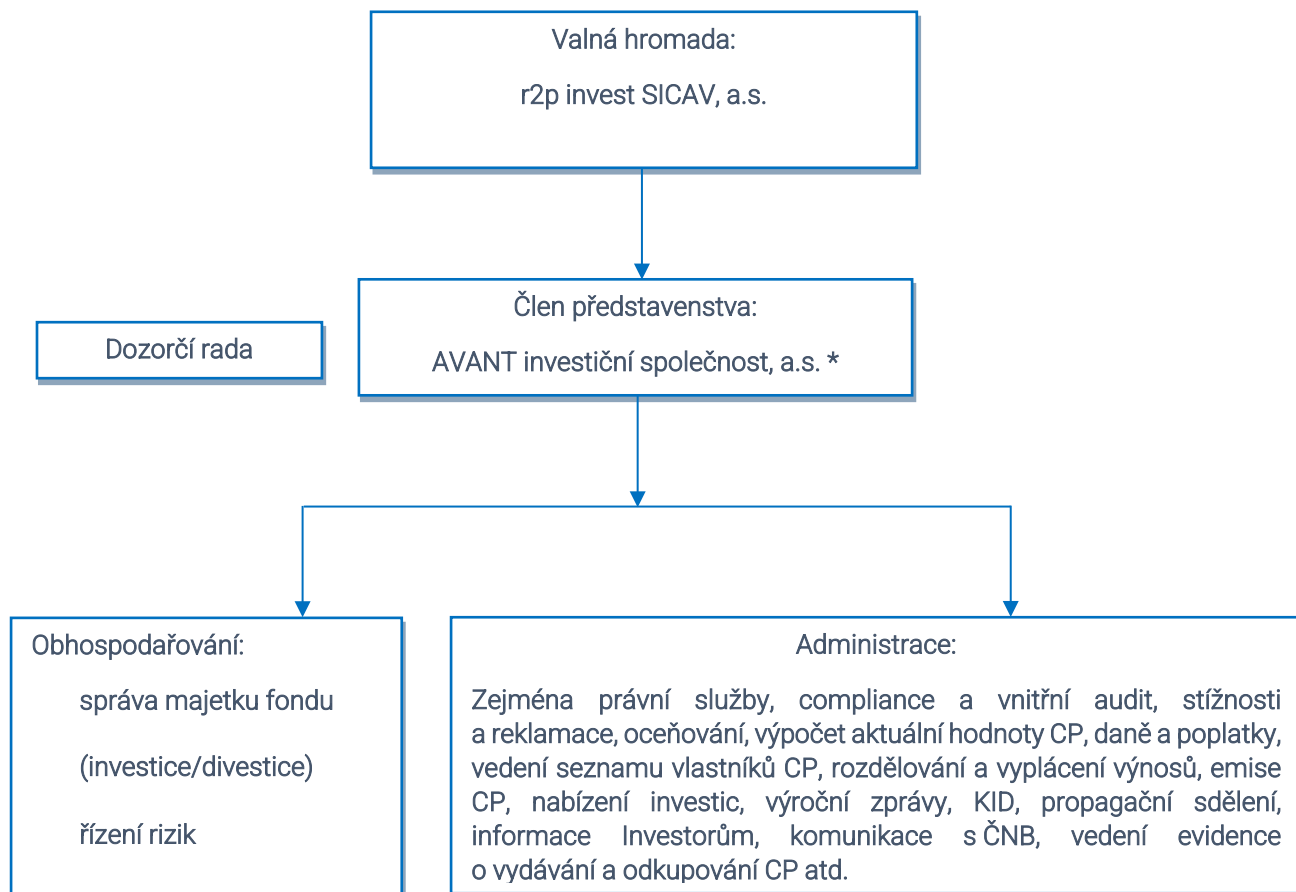 Valná hromada:
r2p invest SICAV, a.s.
Člen představenstva:
AVANT investiční společnost, a.s. *
Dozorčí rada
Obhospodařování:
správa majetku fondu
(investice/divestice)
řízení rizik
Administrace:
Zejména právní služby, compliance a vnitřní audit, stížnosti
a reklamace, oceňování, výpočet aktuální hodnoty CP, daně a poplatky,
vedení seznamu vlastníků CP, rozdělování a vyplácení výnosů, emise
CP, nabízení investic, výroční zprávy, KID, propagační sdělení,
informace Investorům, komunikace s ČNB, vedení evidence
o vydávání a odkupování CP atd.